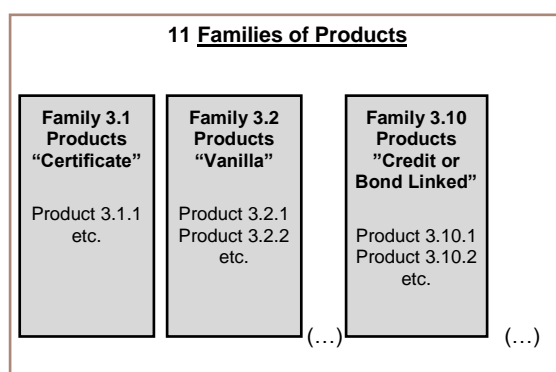 11 Families of Products
Family 3.1
Products
“Certificate”
Product 3.1.1
etc.
Family 3.2
Products
“Vanilla”
Product 3.2.1
Product 3.2.2
etc.
(…)
Family 3.10
Products
”Credit or
Bond Linked”
Product 3.10.1
Product 3.10.2
etc.
(…)